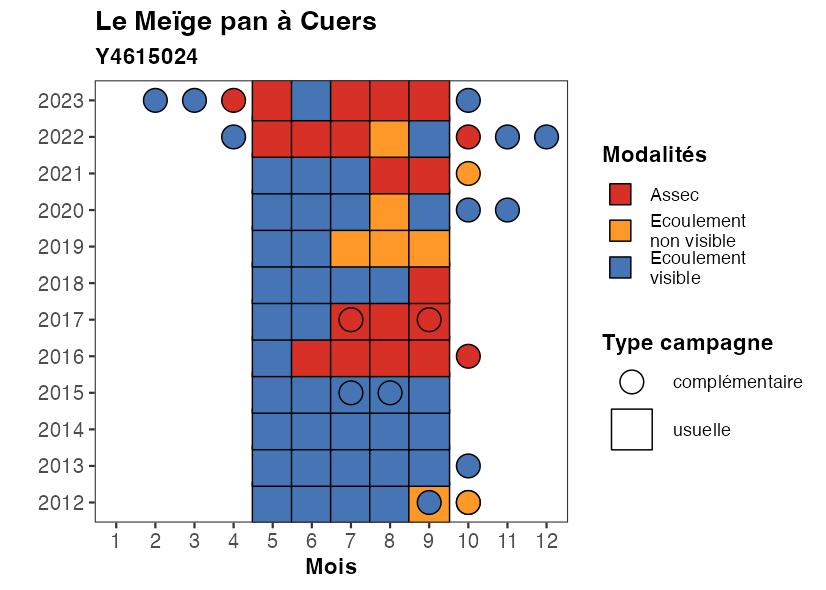 Le Meïge pan à Cuers
Y4615024
2023
2022
2021
2020
2019
2018
2017
2016
2015
2014
2013
2012
1 2 3 4 5 6 7 8 9 10 11 12
Mois
Modalités
Assec
Ecoulement
non visible
Ecoulement
visible
Type campagne
complémentaire
usuelle